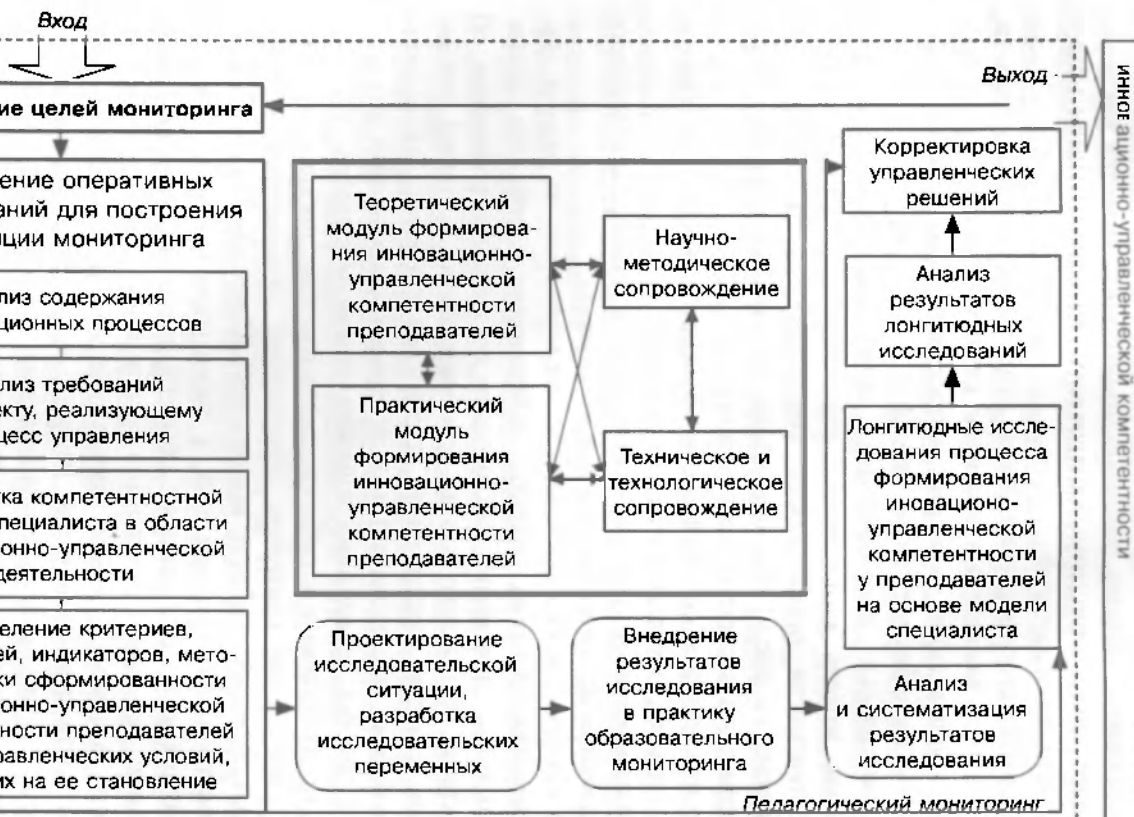 Вход
ие целей мониторинга
ение оперативных
аний для построения
ции мониторинга
лиз содержания
ционных процессов
лиз требований
екту, реализующему
цесс управления
ка компетентностной
пециалиста в области
онно-управленческой
деятельности
еление критериев,
ей, индикаторов, мето-
ки сформированности
онно-управленческой
ности преподавателей
равленческих условий,
их на ее становление
Теоретический
модуль формирова-
ния инновационно-
управленческой
компетентности
преподавателей
Научно-
методическое
сопровождение
Практический
модуль
формирования
инновационно-
управленческой
компетентности
преподавателей
Техническое и
технологическое
сопровождение
Проектирование
исследовательской
ситуации,
разработка
исследовательских
переменных
Внедрение
результатов
исследования
в практику
образовательного
мониторинга
Анализ
и систематизация
результатов
исследования
Лонгитюдные иссле-
дования процесса
формирования
иновационо-
управленческой
компетентности
у преподавателей
на основе модели
специалиста
Анализ
результатов
лонгитюдных
исследований
Корректировка
управленческих
решений
Выход
Педагогический мониторинг
ационно-управленческой компетентности